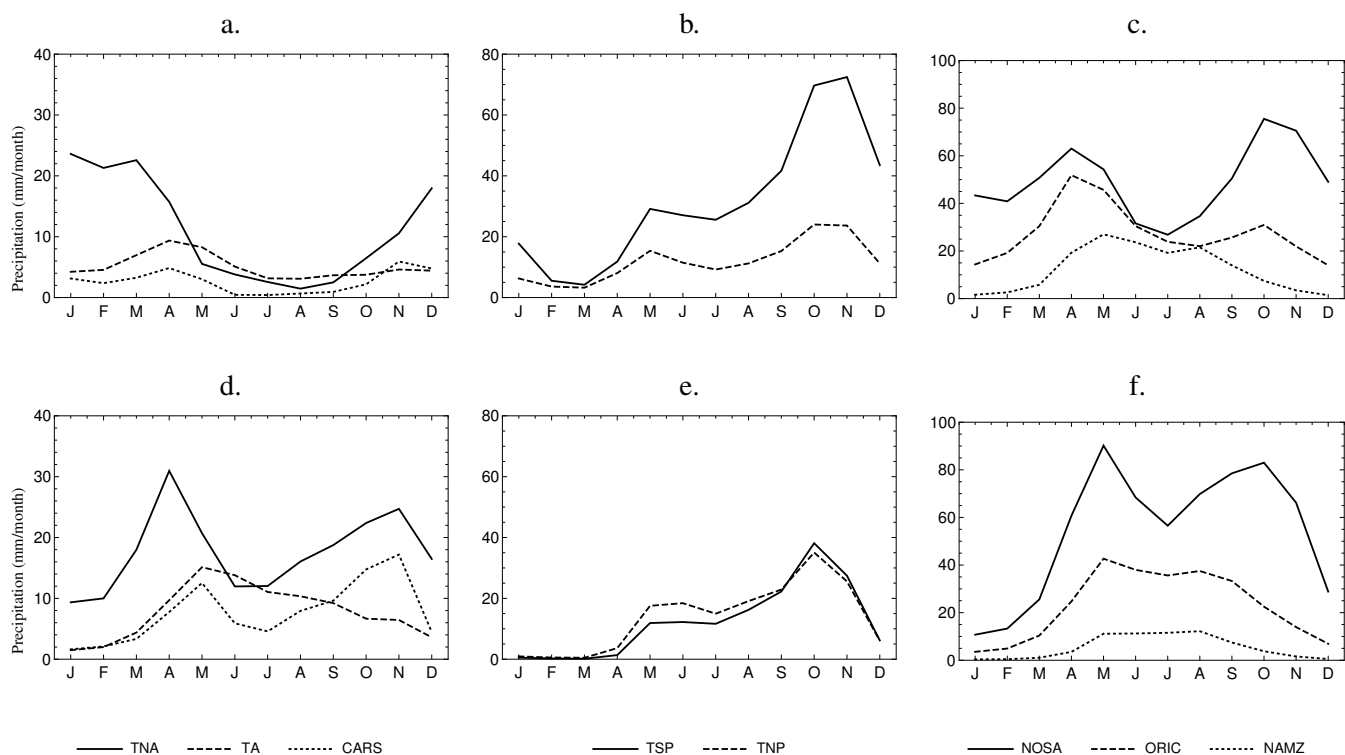 a.
b.
c.
Precipitation (mm/month)
40
30
20
10
0
J F M A M J J A S O N D
80
60
40
20
0
J F M A M J J A S O N D
100
80
60
40
20
0
J F M A M J J A S O N D
d.
e.
f.
Precipitation (mm/month)
40
30
20
10
0
J F M A M J J A S O N D
80
60
40
20
0
J F M A M J J A S O N D
100
80
60
40
20
0
J F M A M J J A S O N D
TNA TA CARS
TSP TNP
NOSA ORIC NAMZ